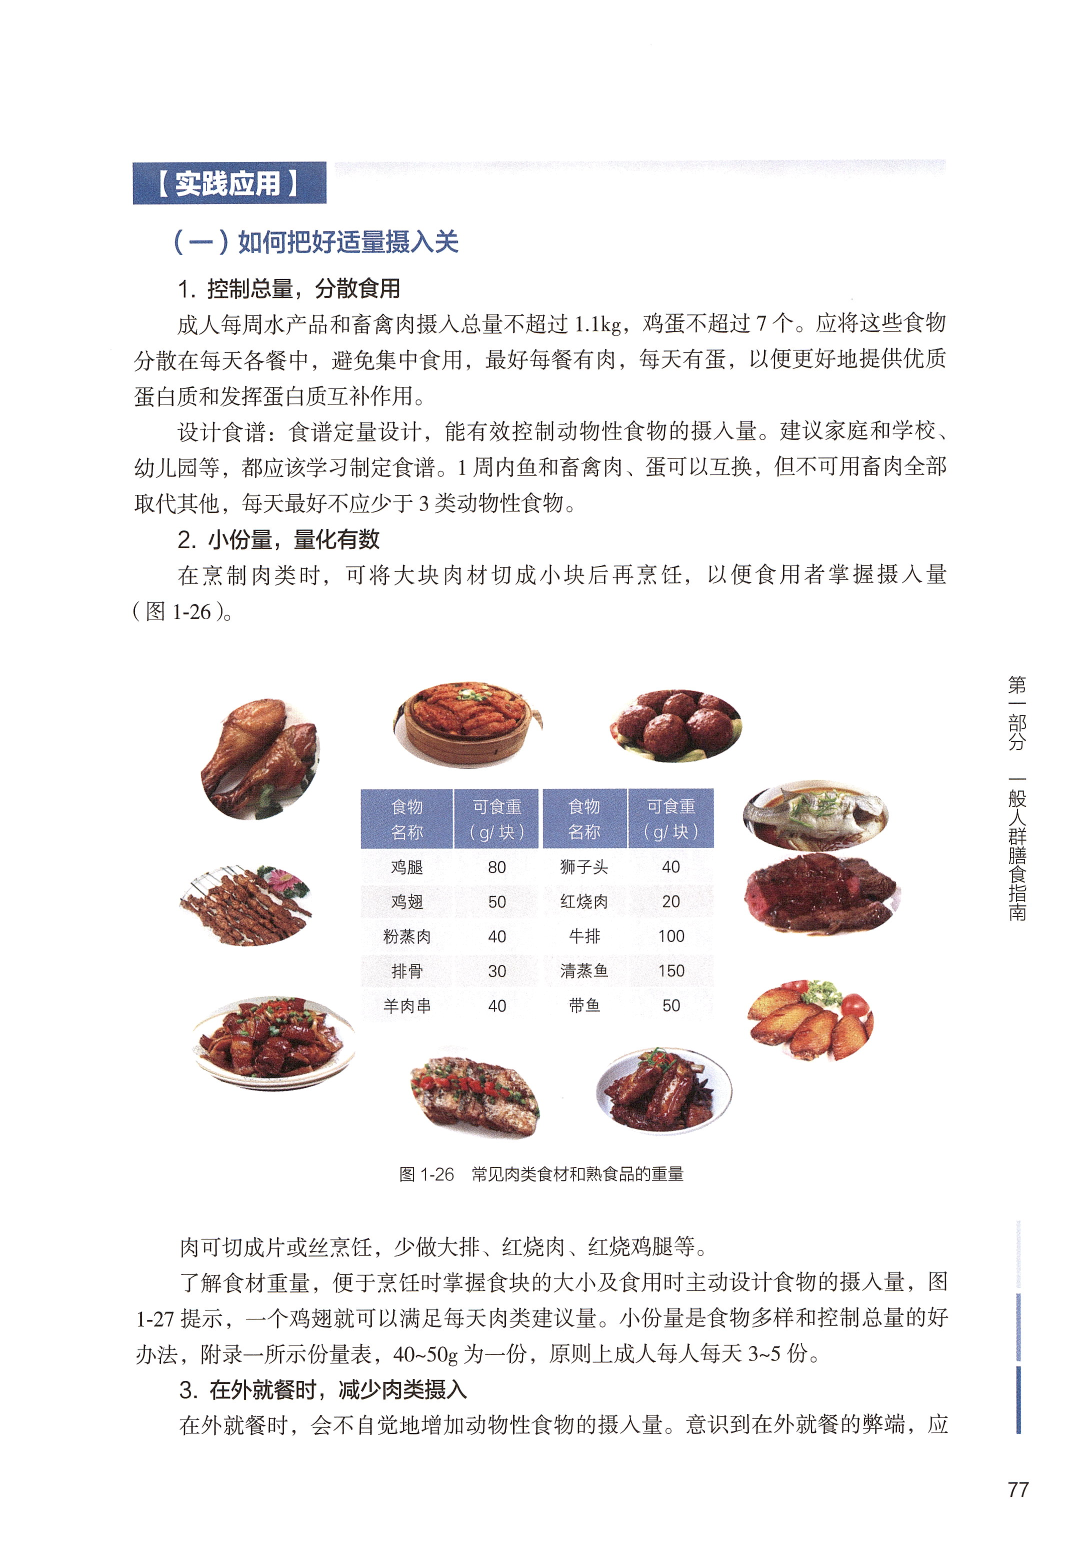 【实践应用】
（一）如何把好适量摄入关
1. 控制总量，分散食用
成人每周水产品和畜禽肉摄入总量不超过 1.1kg，鸡蛋不超过 7 个。应将这些食物
分散在每天各餐中，避免集中食用，最好每餐有肉，每天有蛋，以便更好地提供优质
蛋白质和发挥蛋白质互补作用。
设计食谱：食谱定量设计，能有效控制动物性食物的摄入量。建议家庭和学校、
幼儿园等，都应该学习制定食谱。1 周内鱼和畜禽肉、蛋可以互换，但不可用畜肉全部
取代其他，每天最好不应少于 3 类动物性食物。
2. 小份量，量化有数
在烹制肉类时，可将大块肉材切成小块后再烹饪，以便食用者掌握摄入量
（图 1-26）。
食物名称 可食重（g/块） 食物名称 可食重（g/块）
鸡腿 80 狮子头 40
鸡翅 50 红烧肉 20
粉蒸肉 40 牛排 100
排骨 30 清蒸鱼 150
羊肉串 40 带鱼 50
图 1-26 常见肉类食材和熟食品的重量
肉可切成片或丝烹饪，少做大排、红烧肉、红烧鸡腿等。
了解食材重量，便于烹饪时掌握食块的大小及食用时主动设计食物的摄入量，图
1-27 提示，一个鸡翅就可以满足每天肉类建议量。小份量是食物多样和控制总量的好
办法，附录一所示份量表，40~50g 为一份，原则上成人每人每天 3~5 份。
3. 在外就餐时，减少肉类摄入
在外就餐时，会不自觉地增加动物性食物的摄入量。意识到在外就餐的弊端，应
第一部分 一般人群膳食指南
77